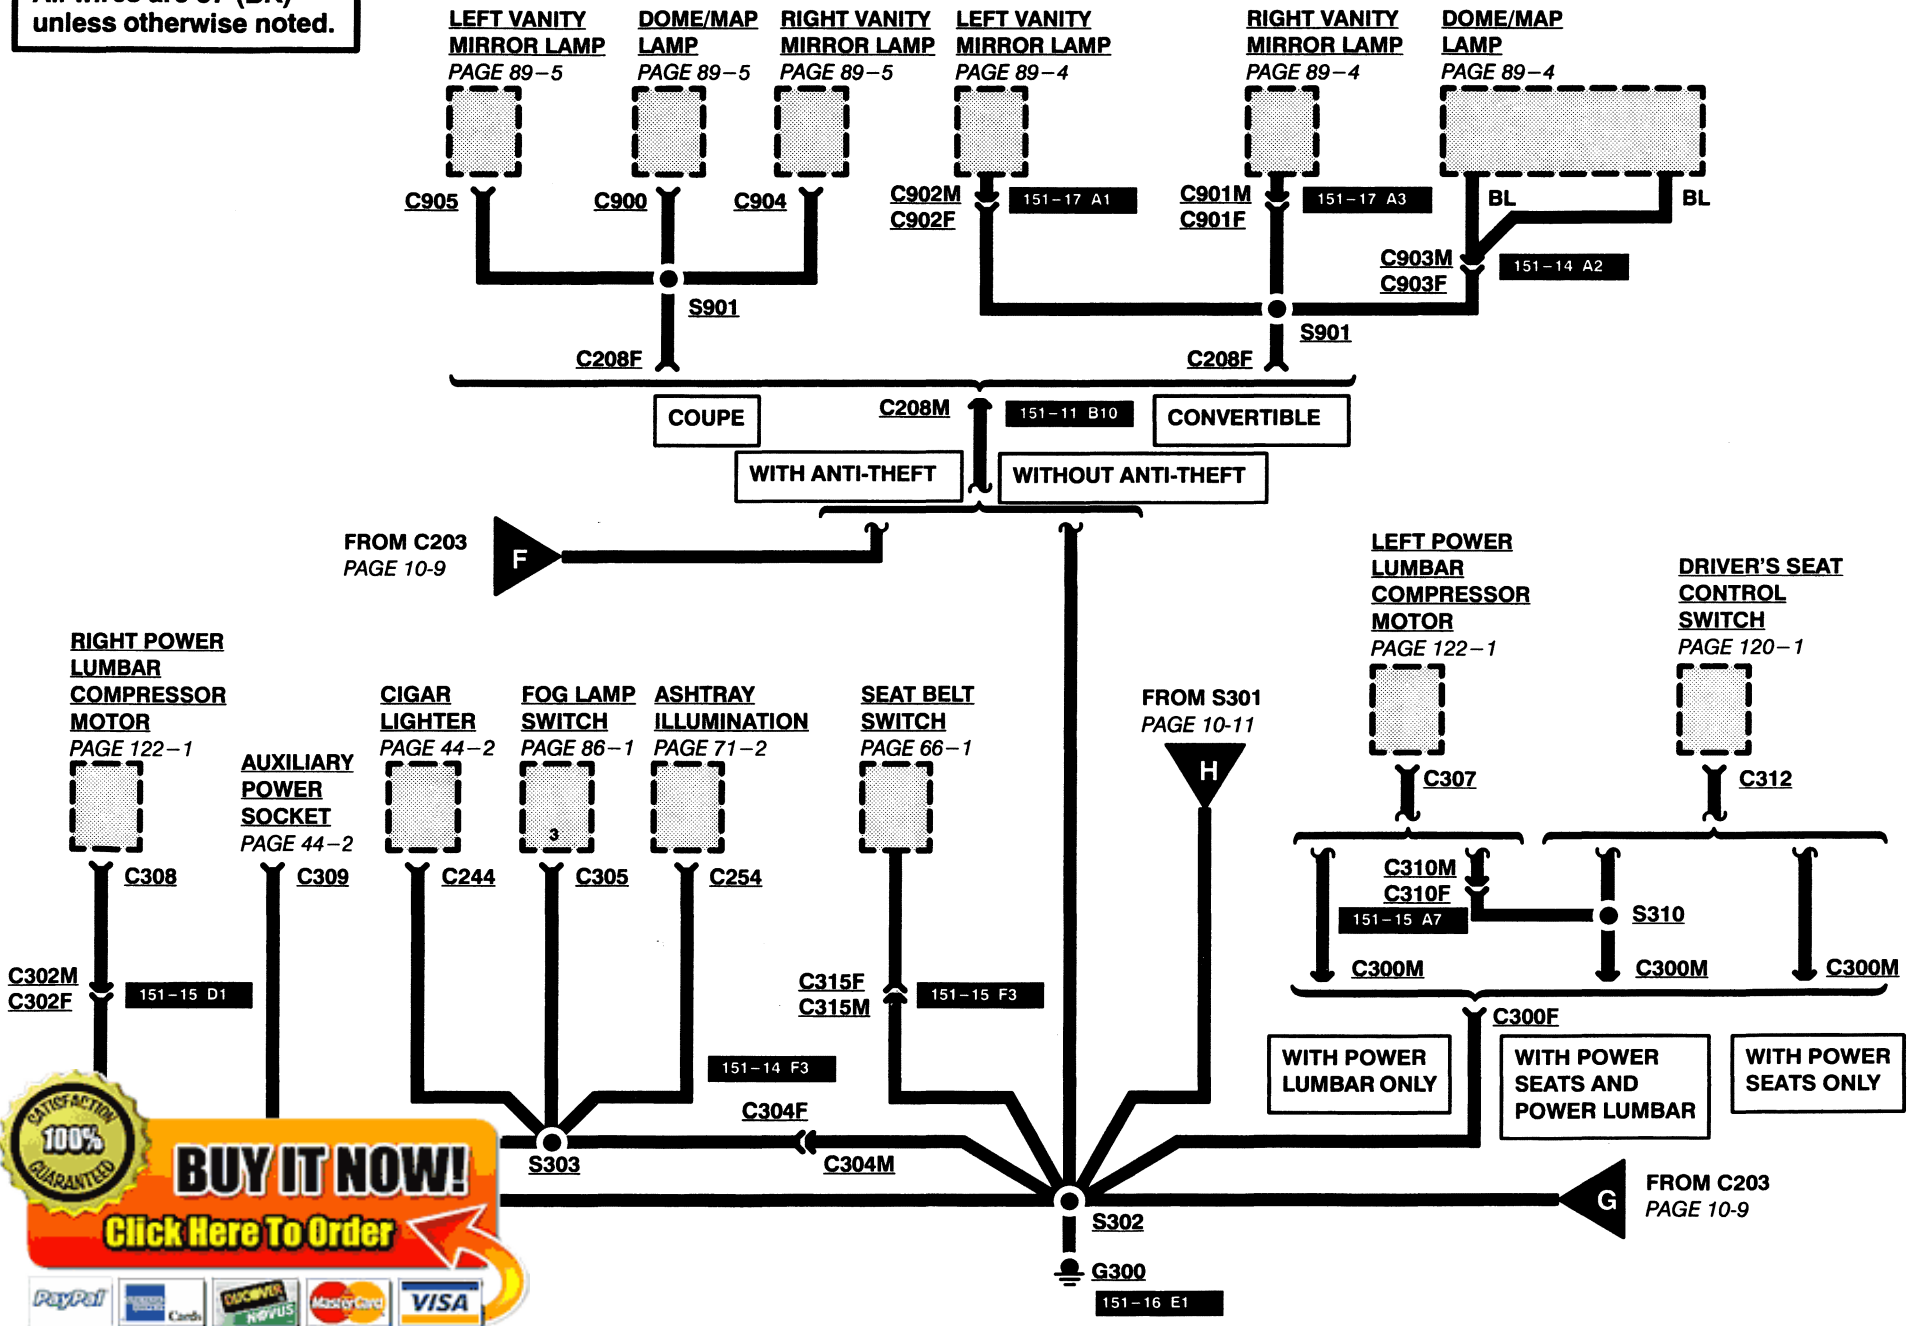 unless otherwise noted.
LEFT VANITY
MIRROR LAMP
PAGE 89-5
DOME/MAP
LAMP
PAGE 89-5
RIGHT VANITY
MIRROR LAMP
PAGE 89-5
LEFT VANITY
MIRROR LAMP
PAGE 89-4
RIGHT VANITY
MIRROR LAMP
PAGE 89-4
DOME/MAP
LAMP
PAGE 89-4
C905
C900
C904
C902M
C902F
151-17 A1
C901M
C901F
151-17 A3
BL
BL
C903M
C903F
151-14 A2
S901
S901
C208F
C208F
COUPE
C208M
151-11 B10
CONVERTIBLE
WITH ANTI-THEFT
WITHOUT ANTI-THEFT
FROM C203
PAGE 10-9
F
LEFT POWER
LUMBAR
COMPRESSOR
MOTOR
PAGE 122-1
DRIVER'S SEAT
CONTROL
SWITCH
PAGE 120-1
RIGHT POWER
LUMBAR
COMPRESSOR
MOTOR
PAGE 122-1
AUXILIARY
POWER
SOCKET
PAGE 44-2
CIGAR
LIGHTER
PAGE 44-2
FOG LAMP
SWITCH
PAGE 86-1
3
ASHTRAY
ILLUMINATION
PAGE 71-2
SEAT BELT
SWITCH
PAGE 66-1
FROM S301
PAGE 10-11
H
C307
C312
C308
C309
C244
C305
C254
C310M
C310F
151-15 A7
S310
C302M
C302F
151-15 D1
C315F
C315M
151-15 F3
C300M
C300M
C300M
C300F
WITH POWER
LUMBAR ONLY
WITH POWER
SEATS AND
POWER LUMBAR
WITH POWER
SEATS ONLY
151-14 F3
C304F
C304M
S303
S302
G
FROM C203
PAGE 10-9
G300
151-16 E1
SATISFACTION
100%
GUARANTEED
BUY IT NOW!
Click Here To Order
PayPal
Cards
DISCOVER
NOVUS
MasterCard
VISA